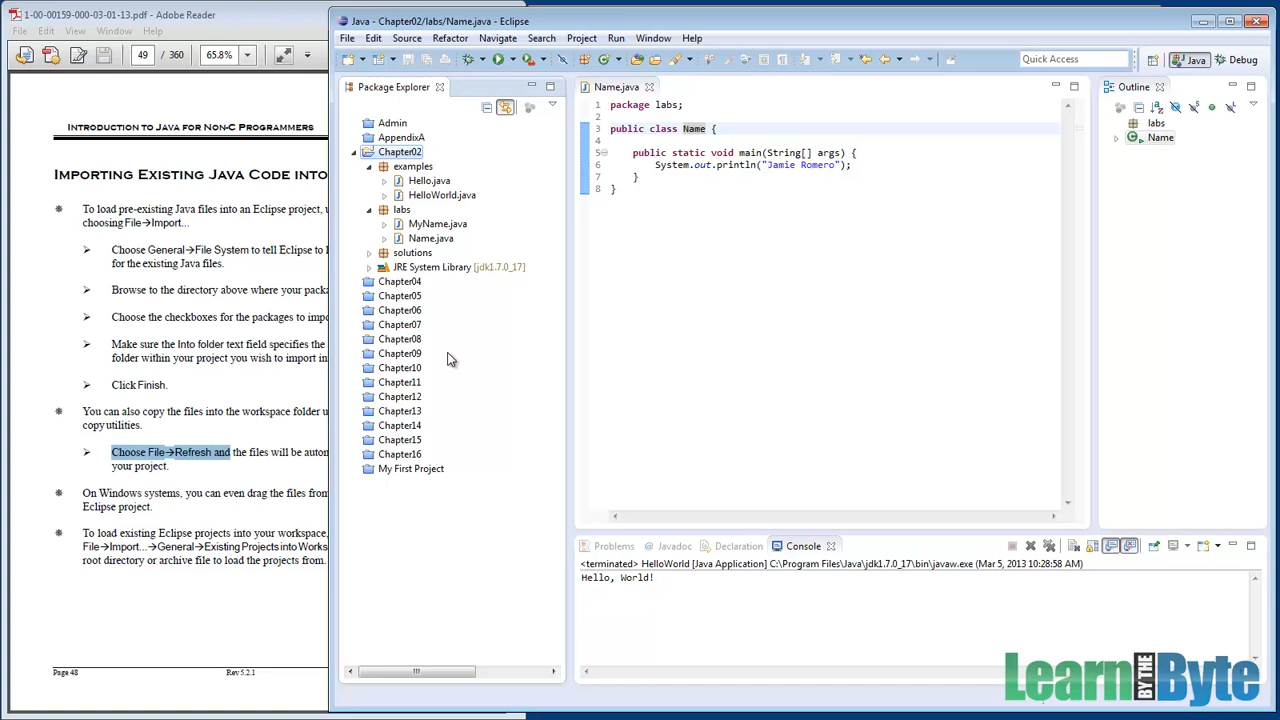 1-00-00159-000-03-01-13.pdf - Adobe Reader
File Edit View Window Help
49 / 360 65.8%
INTRODUCTION TO JAVA FOR NON-C PROGRAMMERS
IMPORTING EXISTING JAVA CODE INTO
To load pre-existing Java files into an Eclipse project, u
choosing File→Import...
Choose General→File System to tell Eclipse to l
for the existing Java files.
Browse to the directory above where your packa
Choose the checkboxes for the packages to impo
Make sure the Into folder text field specifies the
folder within your project you wish to import in
Click Finish.
You can also copy the files into the workspace folder u
copy utilities.
Choose File→Refresh and the files will be autom
your project.
On Windows systems, you can even drag the files from
Eclipse project.
To load existing Eclipse projects into your workspace,
File→Import...→General→Existing Projects into Works
root directory or archive file to load the projects from.
Page 48 Rev 5.2.1
Java - Chapter02/labs/Name.java - Eclipse
File Edit Source Refactor Navigate Search Project Run Window Help
Quick Access Java Debug
Package Explorer
Admin
AppendixA
Chapter02
examples
Hello.java
HelloWorld.java
labs
MyName.java
Name.java
solutions
JRE System Library [jdk1.7.0_17]
Chapter04
Chapter05
Chapter06
Chapter07
Chapter08
Chapter09
Chapter10
Chapter11
Chapter12
Chapter13
Chapter14
Chapter15
Chapter16
My First Project
Name.java
1 package labs;
2
3 public class Name {
4
5 public static void main(String[] args) {
6 System.out.println("Jamie Romero");
7 }
8 }
Outline
labs
Name
Problems Javadoc Declaration Console
<terminated> HelloWorld [Java Application] C:\Program Files\Java\jdk1.7.0_17\bin\javaw.exe (Mar 5, 2013 10:28:58 AM)
Hello, World!
Learn BY THE Byte